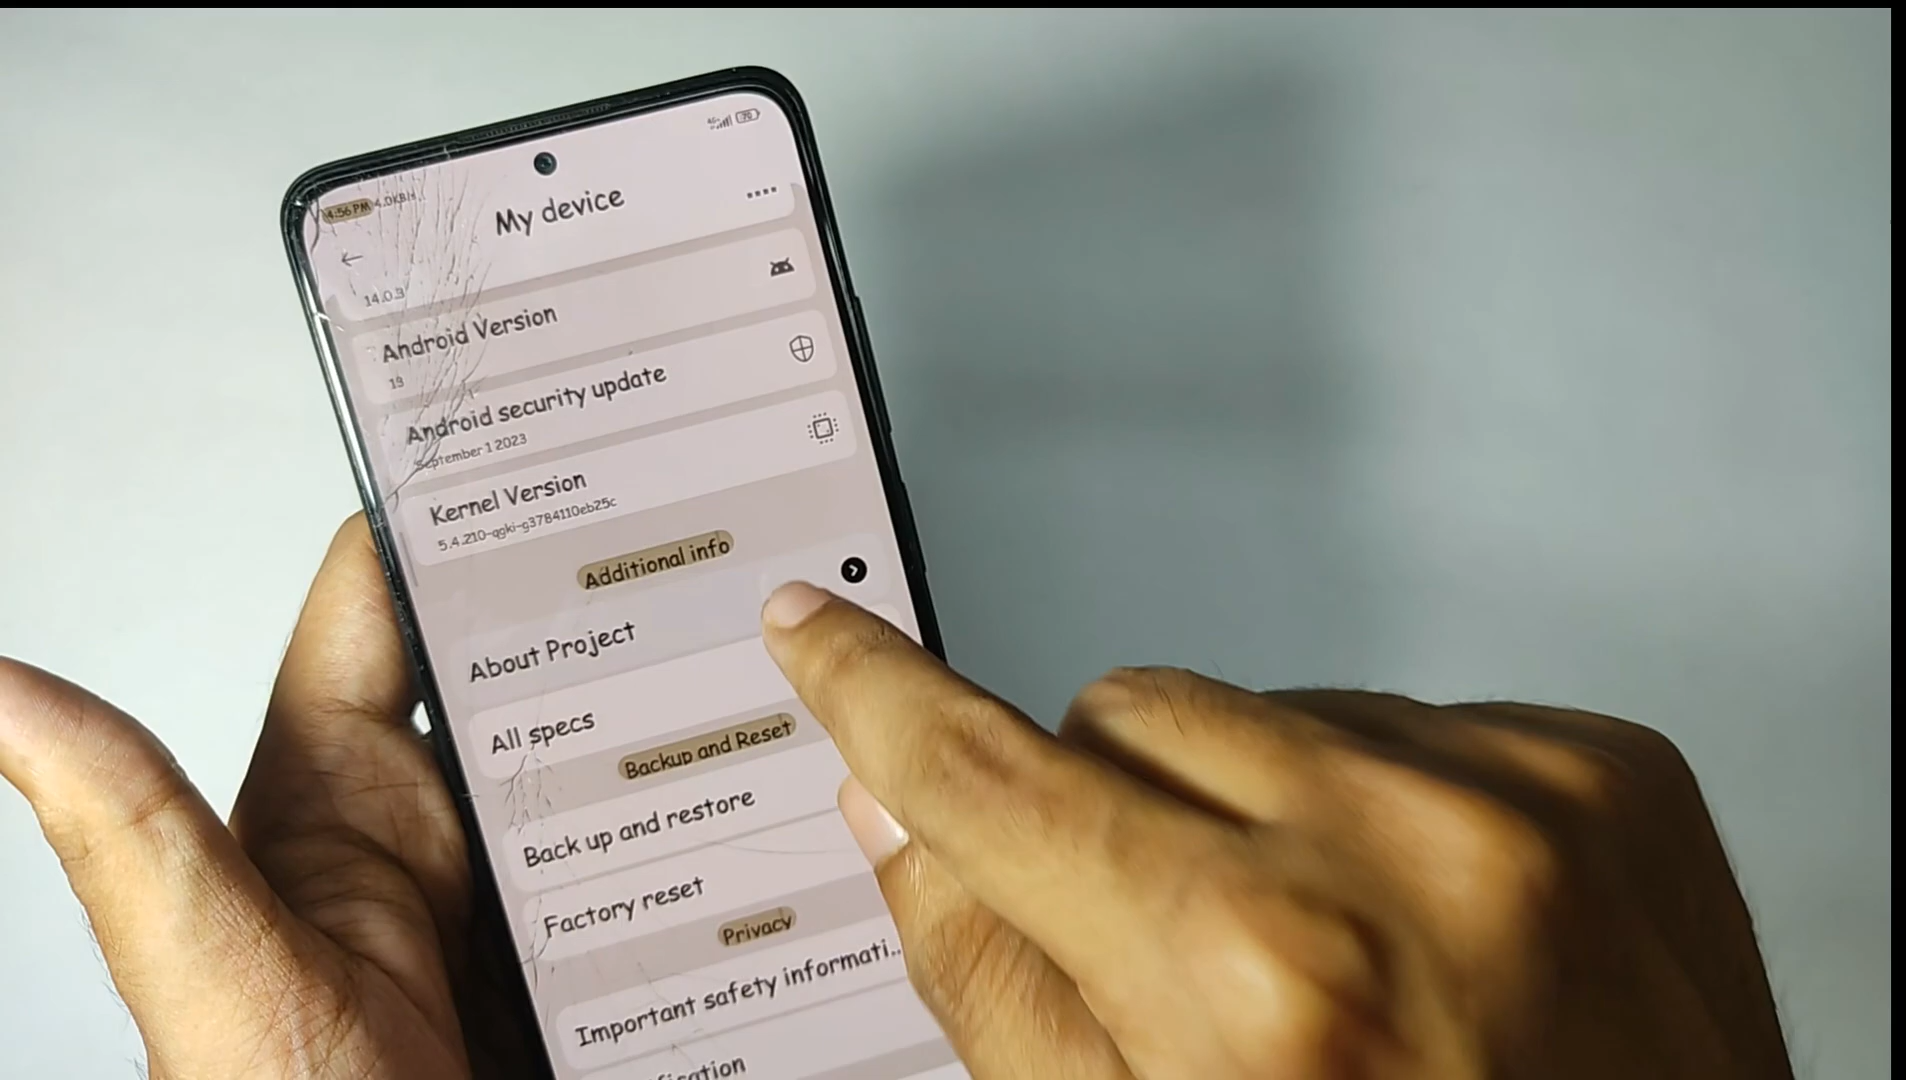 4:56 PM 4.0KB/s
My device
14.0.3
Android Version
13
Android security update
September 1 2023
Kernel Version
5.4.210-qgki-g3784110eb25c
Additional info
About Project
All specs
Backup and Reset
Back up and restore
Factory reset
Privacy
Important safety informati..